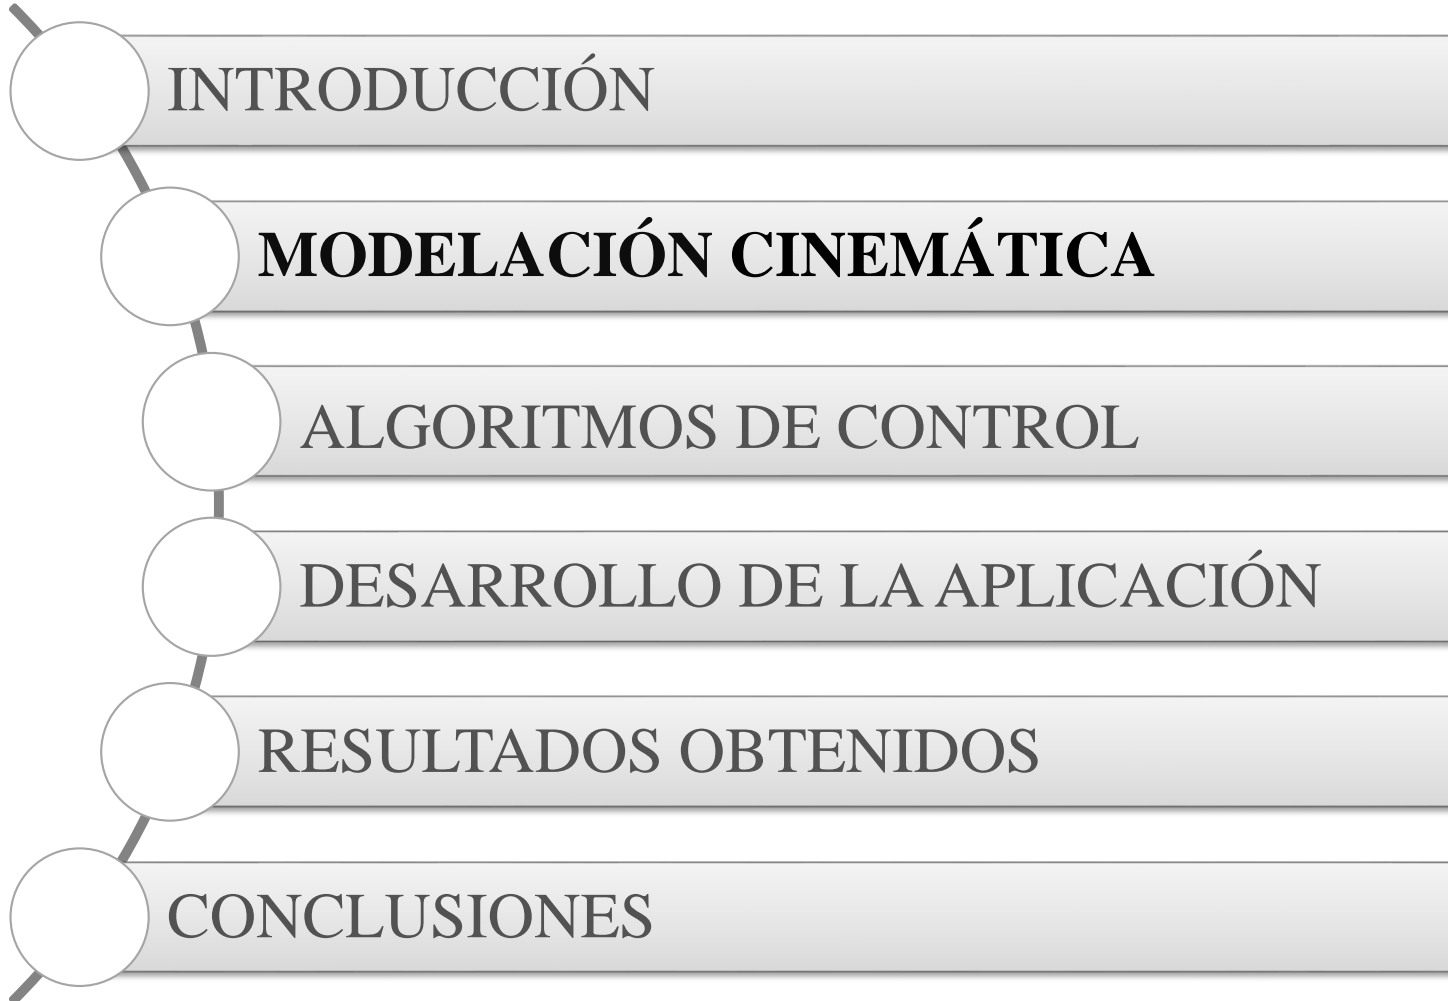 INTRODUCCIÓN
MODELACIÓN CINEMÁTICA
ALGORITMOS DE CONTROL
DESARROLLO DE LA APLICACIÓN
RESULTADOS OBTENIDOS
CONCLUSIONES